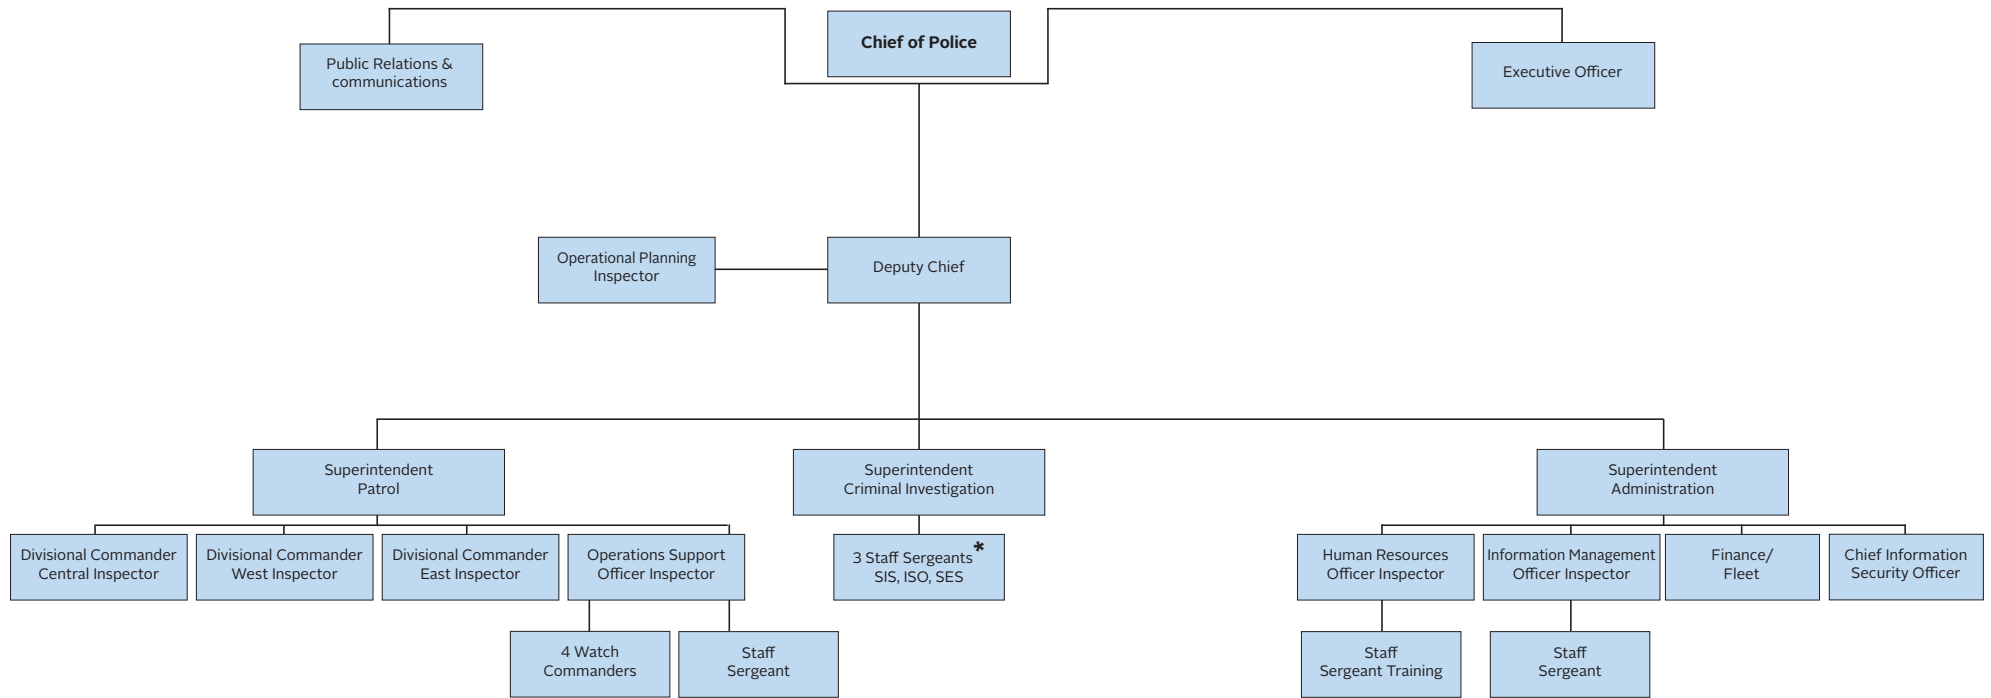 Chief of Police
Public Relations &
communications
Executive Officer
Operational Planning
Inspector
Deputy Chief
Superintendent
Patrol
Superintendent
Criminal Investigation
Superintendent
Administration
Divisional Commander
Central Inspector
Divisional Commander
West Inspector
Divisional Commander
East Inspector
Operations Support
Officer Inspector
3 Staff Sergeants*
SIS, ISO, SES
Human Resources
Officer Inspector
Information Management
Officer Inspector
Finance/
Fleet
Chief Information
Security Officer
4 Watch
Commanders
Staff
Sergeant
Staff
Sergeant Training
Staff
Sergeant